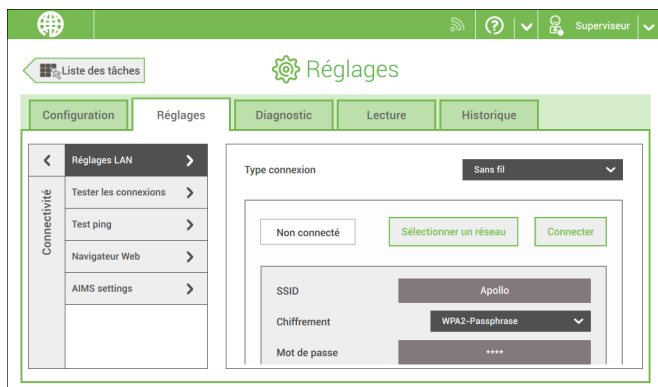 Superviseur
Liste des tâches
Réglages
Configuration
Réglages
Diagnostic
Lecture
Historique
Connectivité
Réglages LAN
Tester les connexions
Test ping
Navigateur Web
AIMS settings
Type connexion
Sans fil
Non connecté
Sélectionner un réseau
Connecter
SSID
Apollo
Chiffrement
WPA2-Passphrase
Mot de passe
****